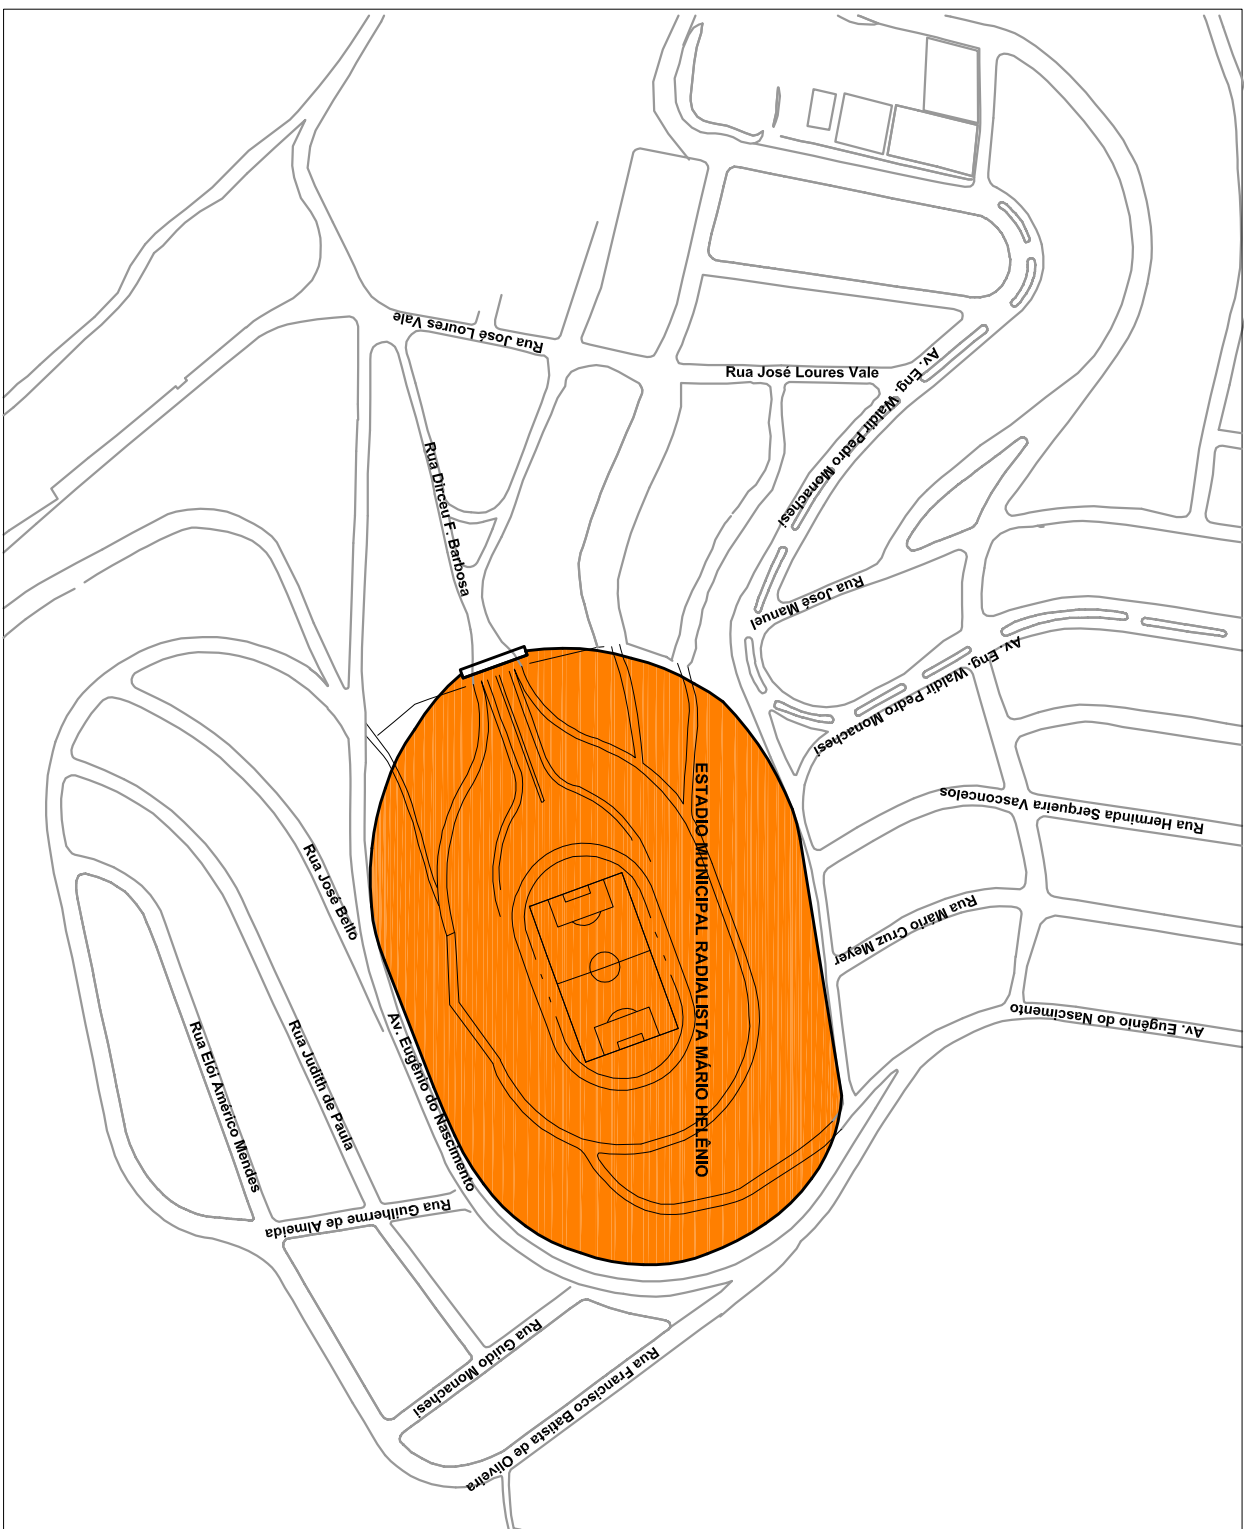 Rua José Loures Vale
Rua José Loures Vale
Av. Eng. Waldir Pedro Monachesi
Rua Dirceu F. Barbosa
Rua José Manuel
Av. Eng. Waldir Pedro Monachesi
Rua Herminda Serqueira Vasconcelos
ESTADIO MUNICIPAL RADIALISTA MÁRIO HELÊNIO
Rua José Bello
Rua Mário Cruz Meyer
Av. Eugênio do Nascimento
Av. Eugênio do Nascimento
Rua Elói Américo Mendes
Rua Judith de Paula
Rua Guilherme de Almeida
Rua Guido Monachesi
Rua Francisco Batista de Oliveira